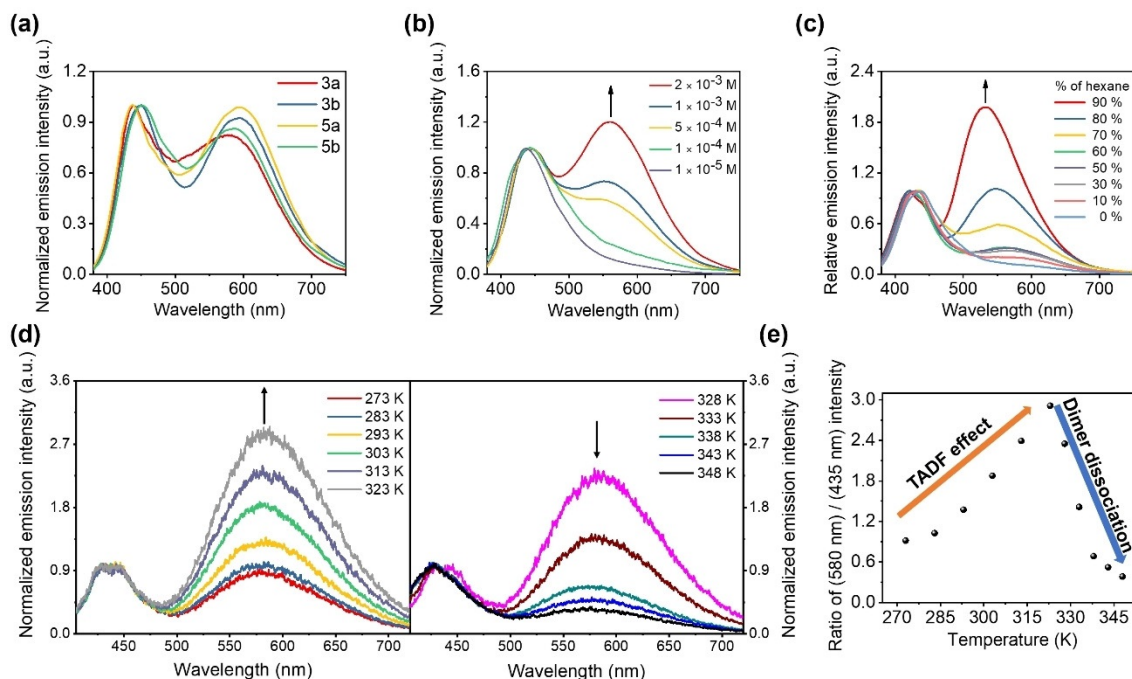 (a)
Normalized emission intensity (a.u.)
1.2
0.9
0.6
0.3
0.0
400
500
600
700
Wavelength (nm)
3a
3b
5a
5b
(b)
Normalized emission intensity (a.u.)
1.6
1.2
0.8
0.4
0.0
400
500
600
700
Wavelength (nm)
2 × 10⁻³ M
1 × 10⁻³ M
5 × 10⁻⁴ M
1 × 10⁻⁴ M
1 × 10⁻⁵ M
(c)
Relative emission intensity (a.u.)
2.4
1.8
1.2
0.6
0.0
400
500
600
700
Wavelength (nm)
% of hexane
90 %
80 %
70 %
60 %
50 %
30 %
10 %
0 %
(d)
Normalized emission intensity (a.u.)
3.6
2.7
1.8
0.9
0.0
450
500
550
600
650
700
Wavelength (nm)
273 K
283 K
293 K
303 K
313 K
323 K
328 K
333 K
338 K
343 K
348 K
450
500
550
600
650
700
Wavelength (nm)
3.6
2.7
1.8
0.9
0.0
Normalized emission intensity (a.u.)
(e)
Ratio of (580 nm) / (435 nm) intensity
3.0
2.4
1.8
1.2
0.6
0.0
270
285
300
315
330
345
Temperature (K)
TADF effect
Dimer dissociation